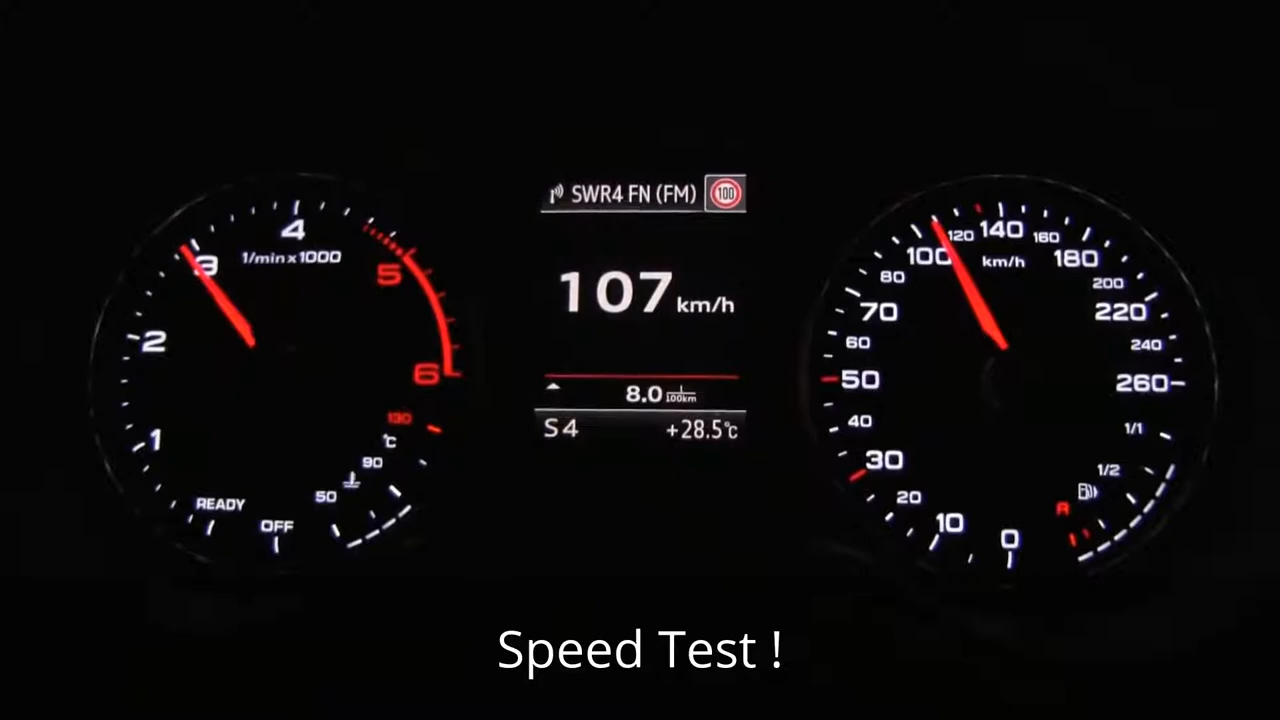 SWR4 FN (FM) 100
107 km/h
8.0 l/100km
S 4 +28.5°C
1/min x 1000
1
2
3
4
5
6
READY
OFF
50
90
°C
130
km/h
0
10
20
30
40
50
60
70
80
100
120
140
160
180
200
220
240
260
1/1
1/2
R
Speed Test !